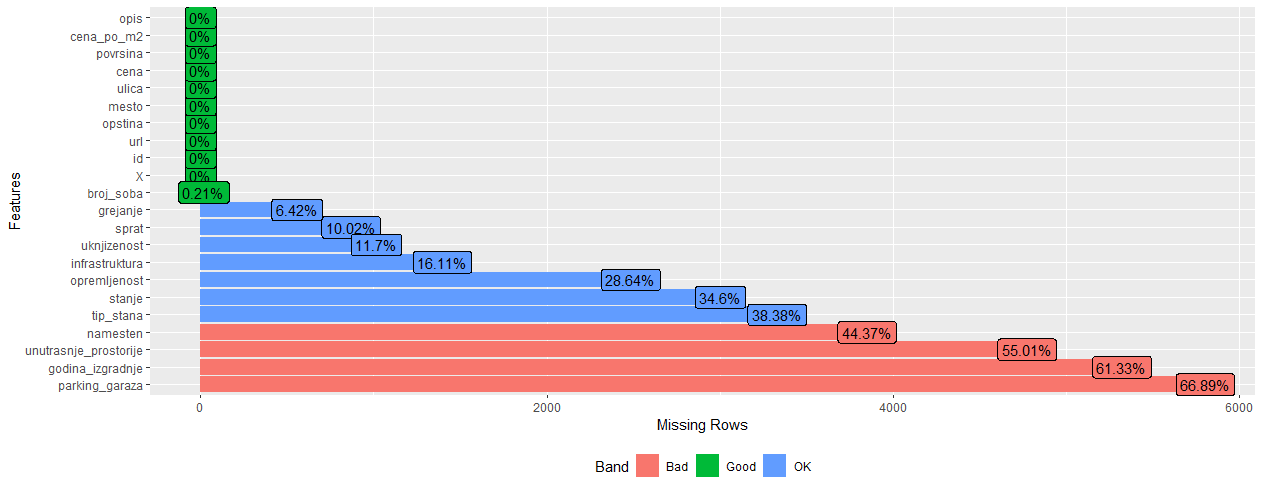 opis 0%
cena_po_m2 0%
povrsina 0%
cena 0%
ulica 0%
mesto 0%
opstina 0%
url 0%
id 0%
X 0%
broj_soba 0.21%
grejanje 6.42%
sprat 10.02%
uknjizenost 11.7%
infrastruktura 16.11%
opremljenost 28.64%
stanje 34.6%
tip_stana 38.38%
namesten 44.37%
unutrasnje_prostorije 55.01%
godina_izgradnje 61.33%
parking_garaza 66.89%
Features
0 2000 4000 6000
Missing Rows
Band Bad Good OK